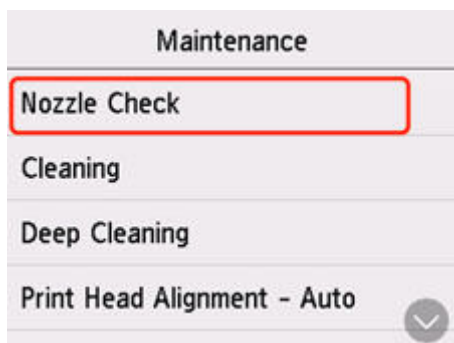 Maintenance
Nozzle Check
Cleaning
Deep Cleaning
Print Head Alignment - Auto